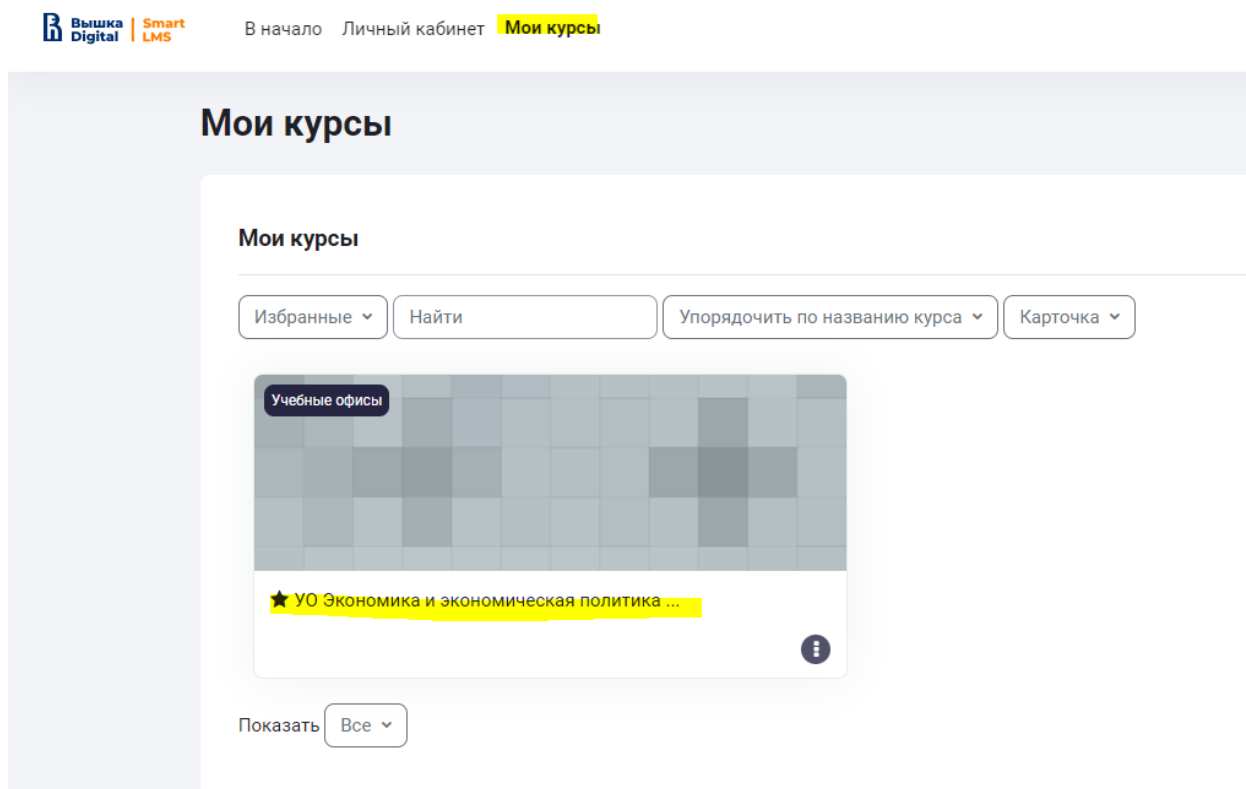 Вышка Digital | Smart LMS
В начало Личный кабинет Мои курсы
Мои курсы
Мои курсы
Избранные Найти Упорядочить по названию курса Карточка
Учебные офисы
★ УО Экономика и экономическая политика ...
Показать Все